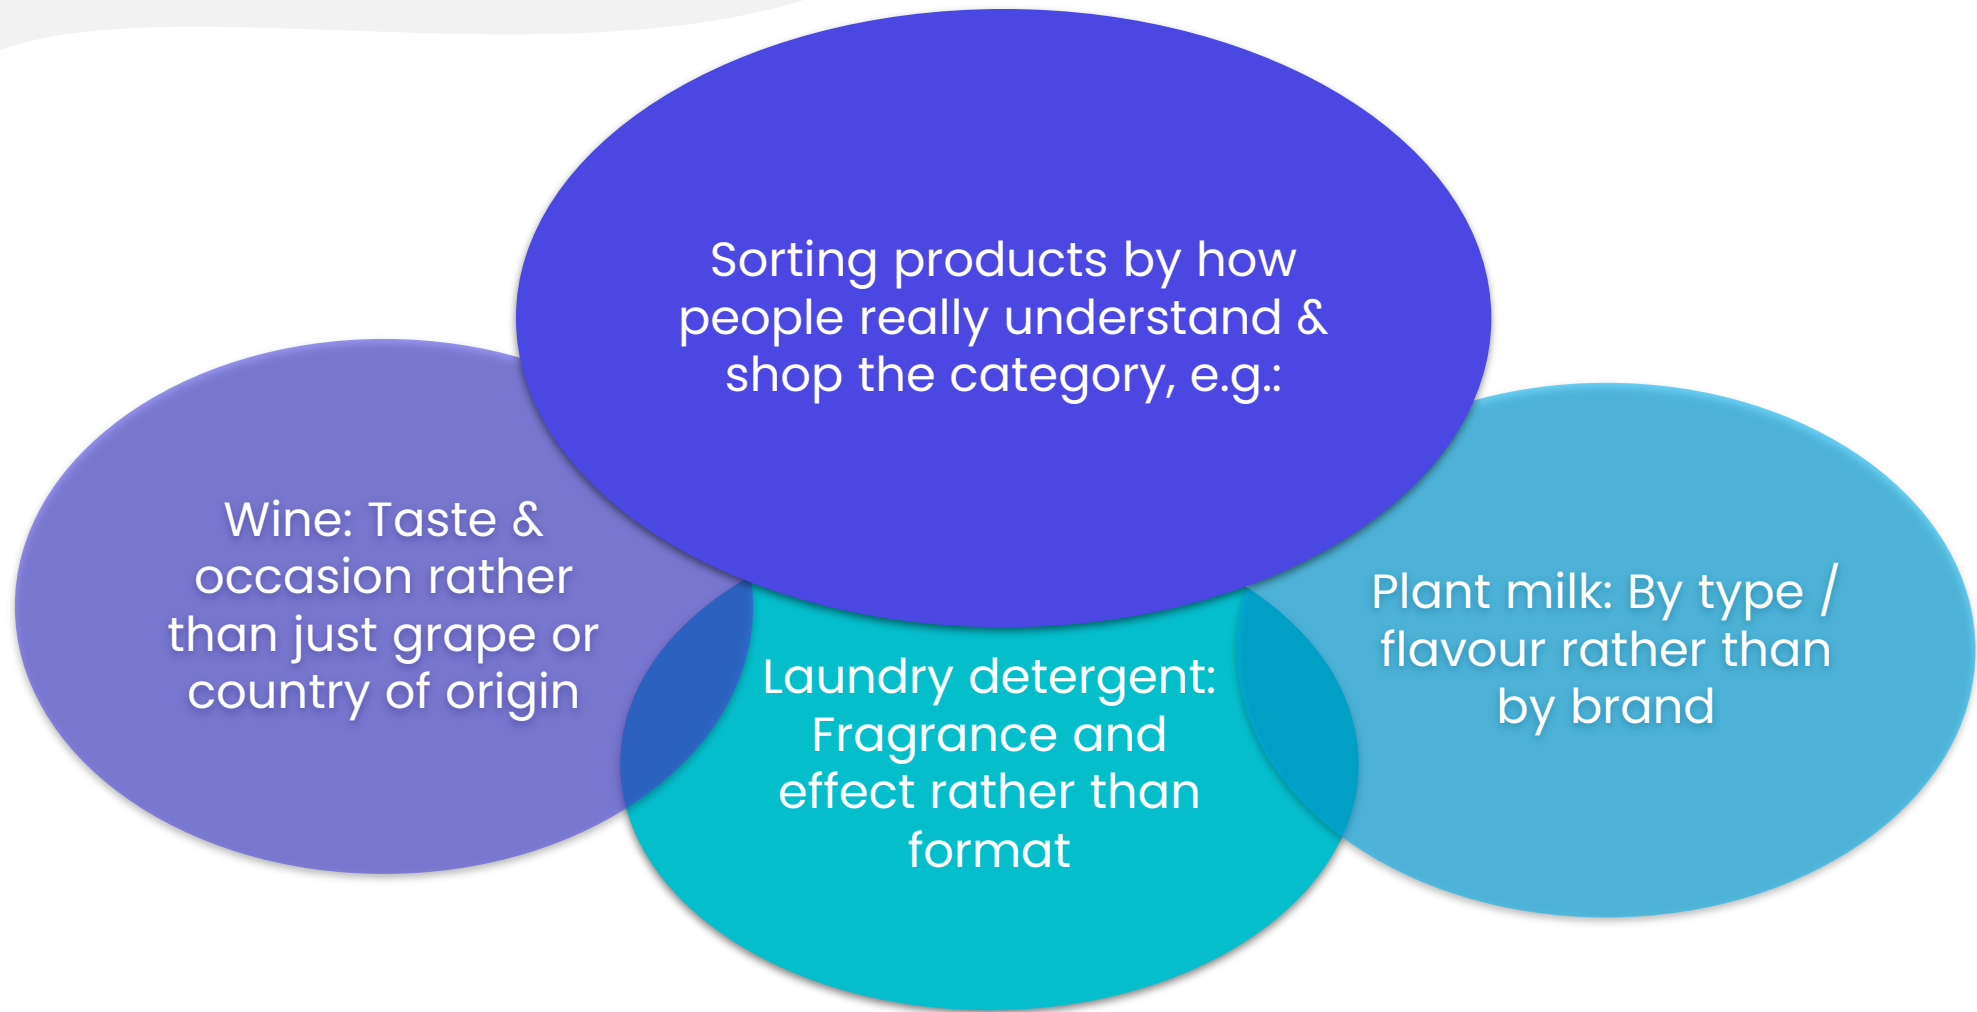 Sorting products by how
people really understand &
shop the category, e.g.:
Wine: Taste &
occasion rather
than just grape or
country of origin
Laundry detergent:
Fragrance and
effect rather than
format
Plant milk: By type /
flavour rather than
by brand